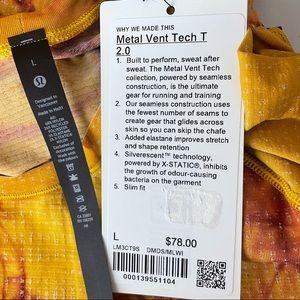 WHY WE MADE THIS
Metal Vent Tech T
2.0
1. Built to perform, sweat after
sweat. The Metal Vent Tech
collection, powered by seamless
construction, is the ultimate
gear for running and training
2. Our seamless construction uses
the fewest number of seams to
create gear that glides across
skin so you can skip the chafe
3. Added elastane improves stretch
and shape retention
4. Silverescent™ technology,
powered by X-STATIC®, inhibits
the growth of odour-causing
bacteria on the garment
5. Slim fit
L
$78.00
LM3CT9S DMDS/MLWI
000139551104
L
Designed in
Vancouver